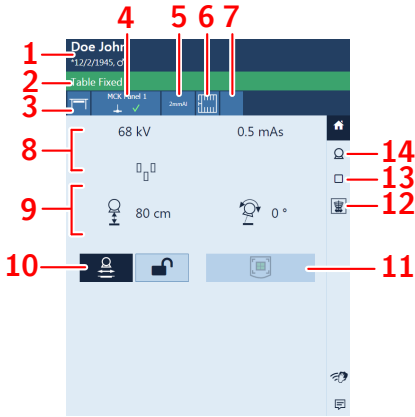 Doe John
*12/2/1945, ♂
Table Fixed
MCK Panel 1
2mmAl
68 kV 0.5 mAs
80 cm 0 °
1
2
3
4
5
6
7
8
9
10
11
12
13
14